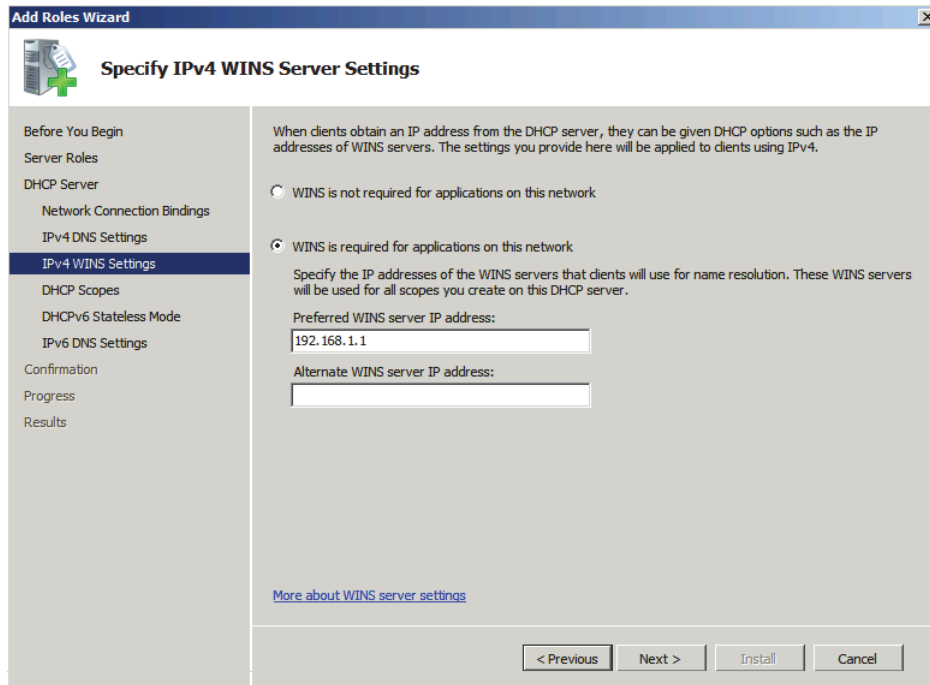 Add Roles Wizard
Specify IPv4 WINS Server Settings
Before You Begin
Server Roles
DHCP Server
Network Connection Bindings
IPv4 DNS Settings
IPv4 WINS Settings
DHCP Scopes
DHCPv6 Stateless Mode
IPv6 DNS Settings
Confirmation
Progress
Results
When clients obtain an IP address from the DHCP server, they can be given DHCP options such as the IP
addresses of WINS servers. The settings you provide here will be applied to clients using IPv4.
WINS is not required for applications on this network
WINS is required for applications on this network
Specify the IP addresses of the WINS servers that clients will use for name resolution. These WINS servers
will be used for all scopes you create on this DHCP server.
Preferred WINS server IP address:
192.168.1.1
Alternate WINS server IP address:
More about WINS server settings
< Previous
Next >
Install
Cancel